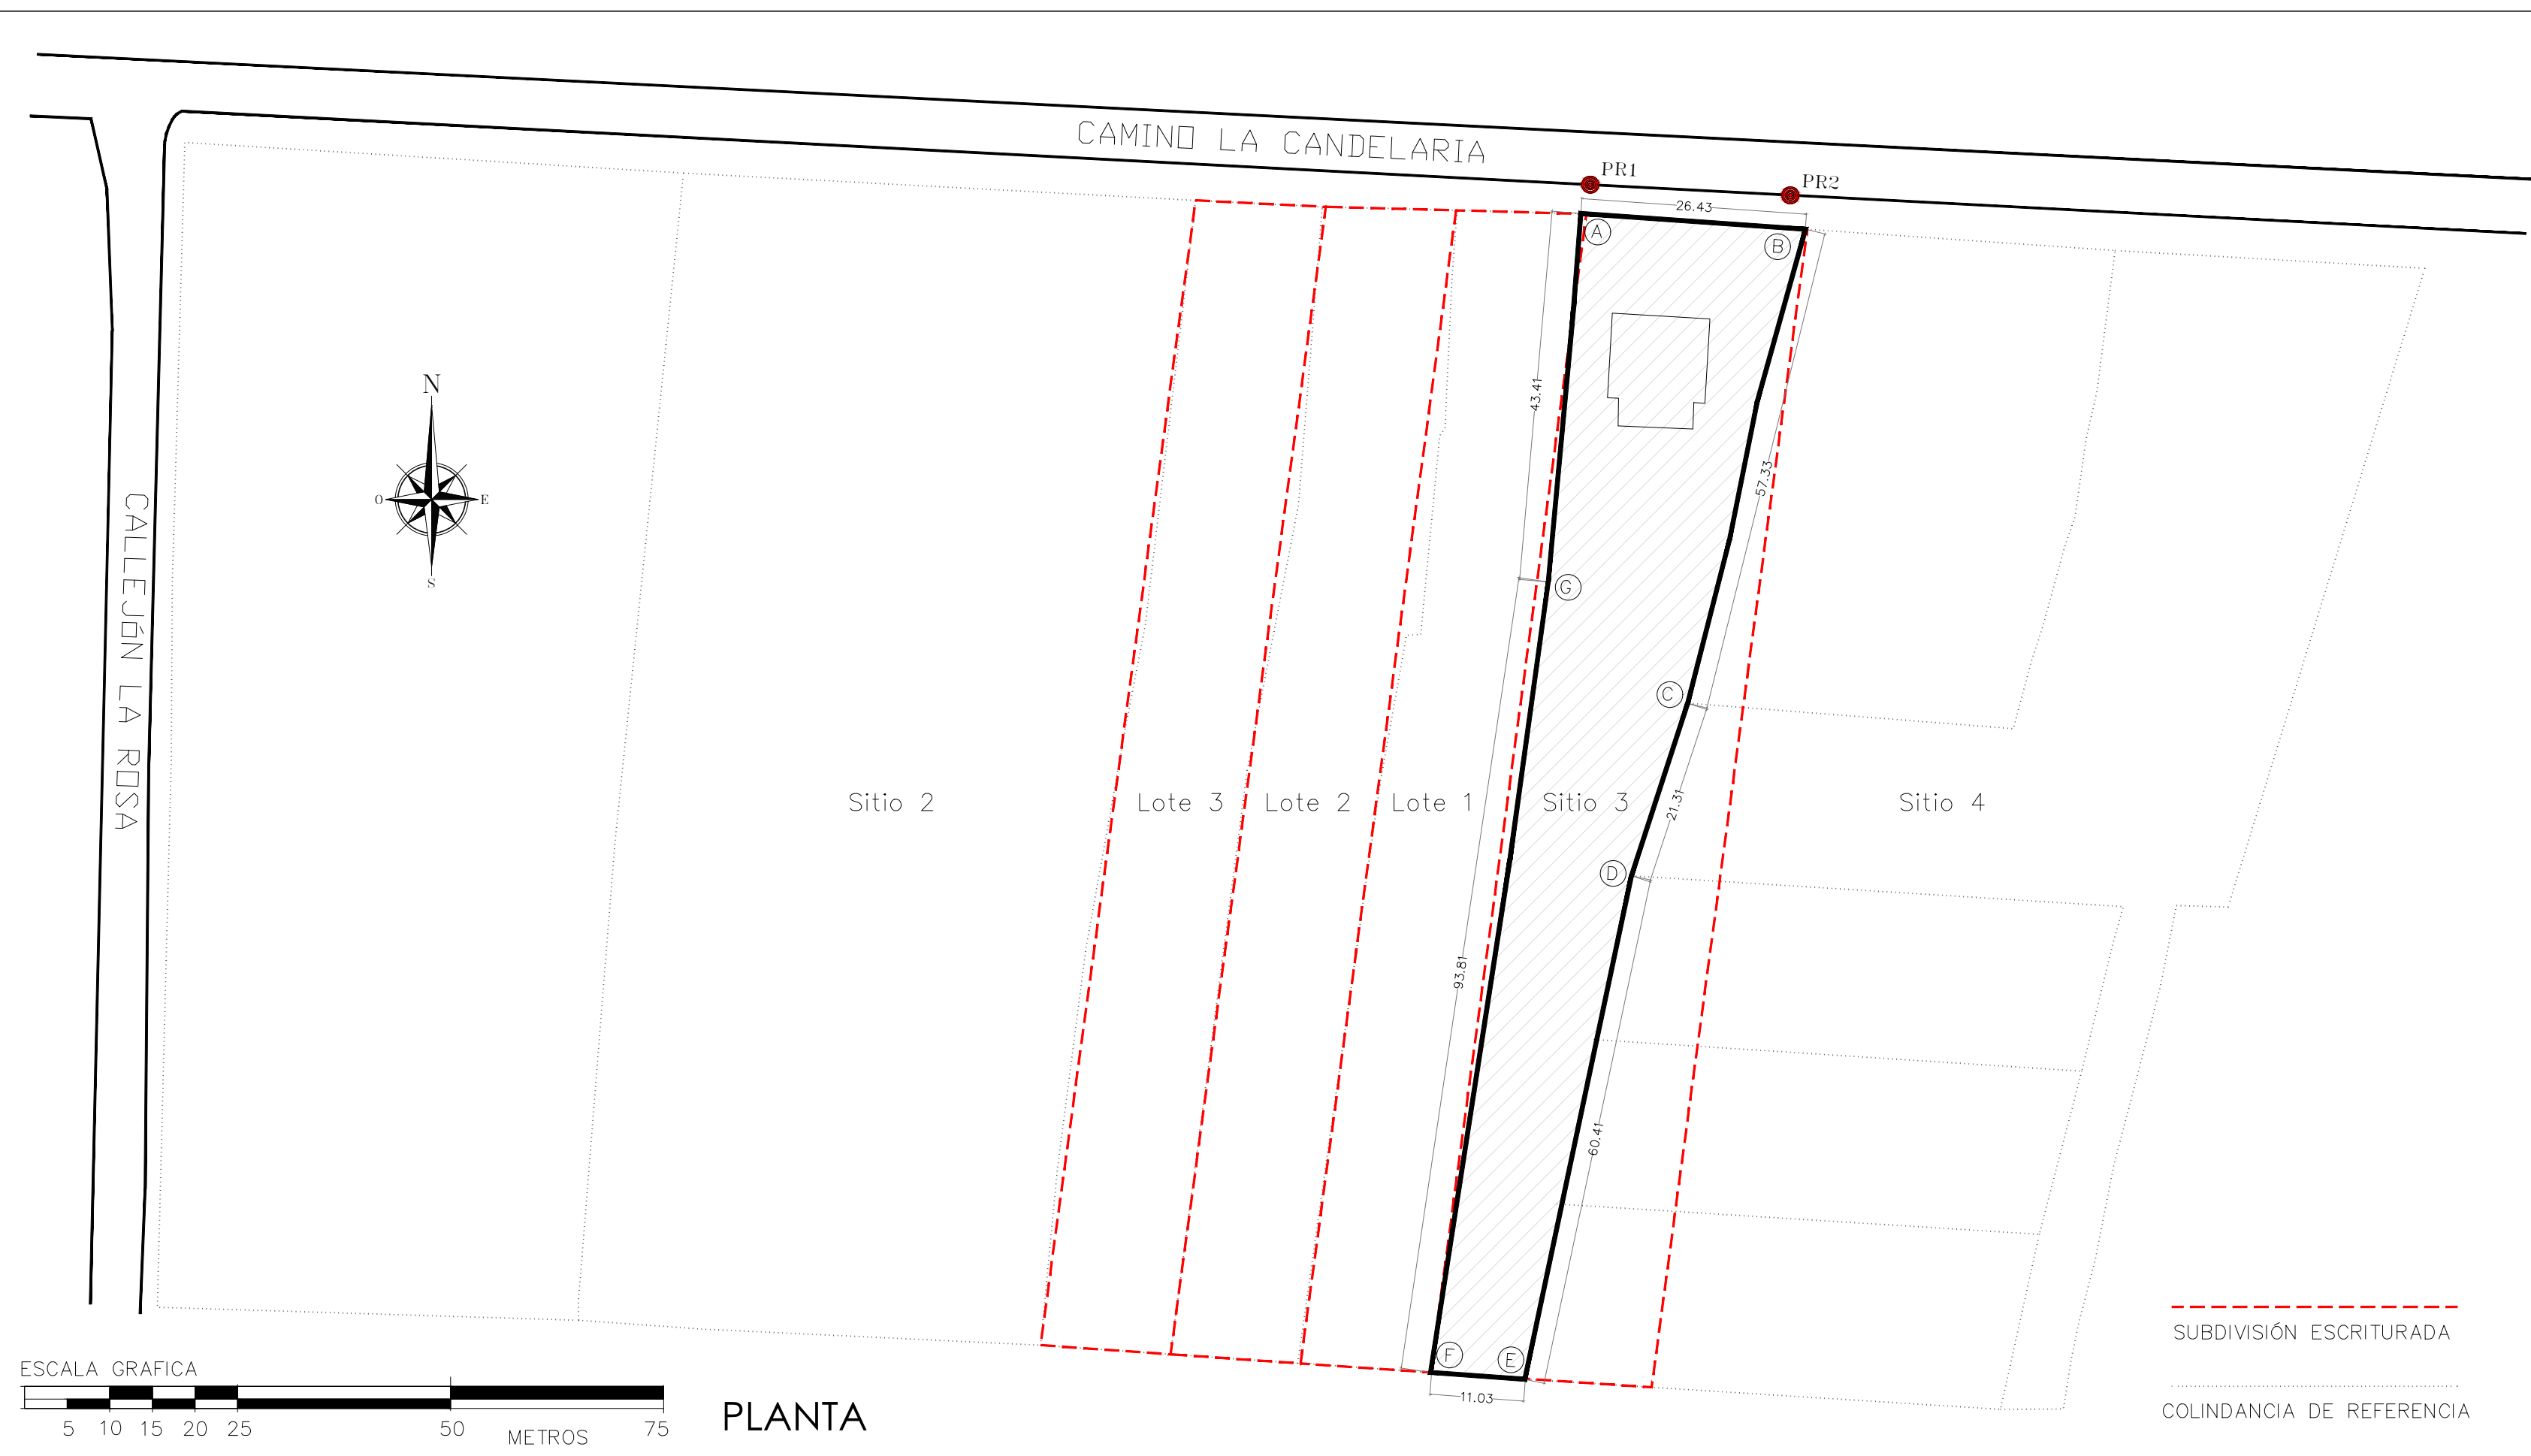 CAMINO LA CANDELARIA
PR1
PR2
26.43
A
B
N
O
E
S
43.41
57.33
CALLEJÓN LA ROSA
G
C
Sitio 2
Lote 3
Lote 2
Lote 1
Sitio 3
21.31
Sitio 4
D
93.81
60.41
F
E
11.03
SUBDIVISIÓN ESCRITURADA
COLINDANCIA DE REFERENCIA
ESCALA GRAFICA
5 10 15 20 25 50 75
METROS
PLANTA